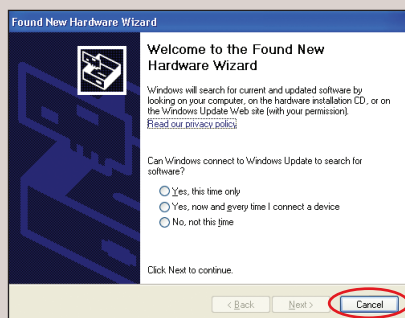 Found New Hardware Wizard
Welcome to the Found New
Hardware Wizard
Windows will search for current and updated software by
looking on your computer, on the hardware installation CD, or on
the Windows Update Web site (with your permission).
Read our privacy policy
Can Windows connect to Windows Update to search for
software?
Yes, this time only
Yes, now and every time I connect a device
No, not this time
Click Next to continue.
< Back Next > Cancel